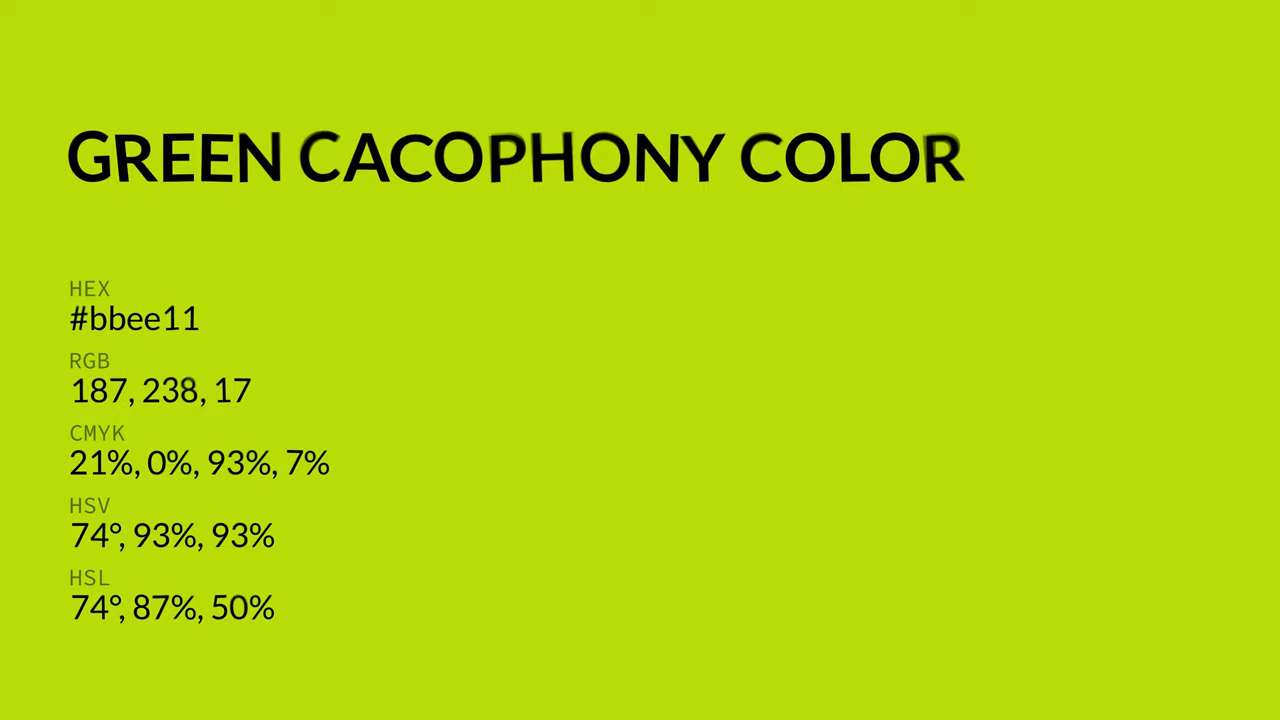 GREEN CACOPHONY COLOR
HEX
#bbee11
RGB
187, 238, 17
CMYK
21%, 0%, 93%, 7%
HSV
74°, 93%, 93%
HSL
74°, 87%, 50%